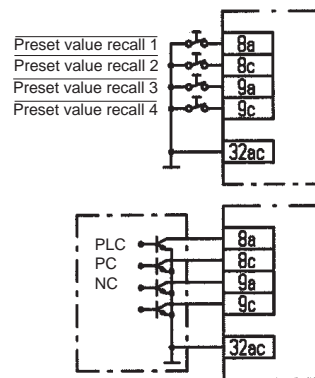 Preset value recall 1 8a
Preset value recall 2 8c
Preset value recall 3 9a
Preset value recall 4 9c
32ac
PLC 8a
PC 8c
NC 9a
9c
32ac